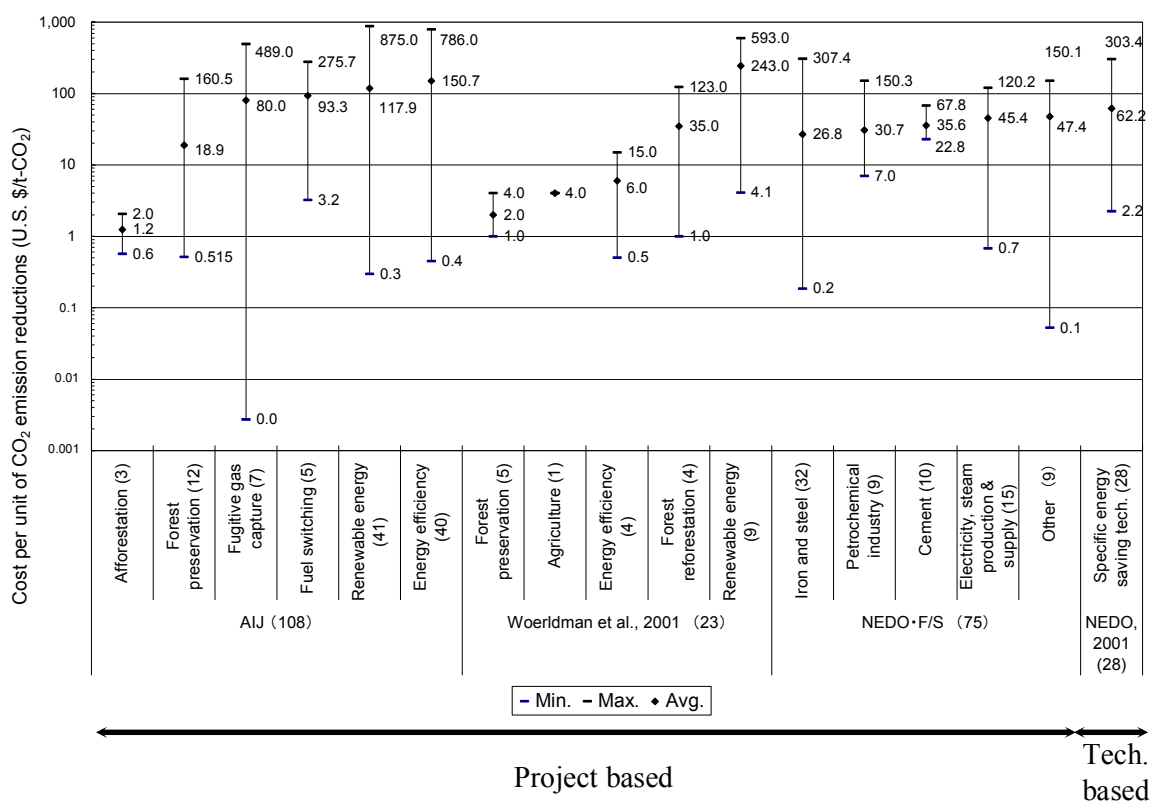 Cost per unit of CO2 emission reductions (U.S. $/t-CO2)
1,000
100
10
1
0.1
0.01
0.001
2.0
1.2
0.6
160.5
18.9
0.515
489.0
80.0
0.0
275.7
93.3
3.2
875.0
117.9
0.3
786.0
150.7
0.4
4.0
2.0
1.0
4.0
15.0
6.0
0.5
123.0
35.0
1.0
593.0
243.0
4.1
307.4
26.8
0.2
150.3
30.7
7.0
67.8
35.6
22.8
120.2
45.4
0.7
150.1
47.4
0.1
303.4
62.2
2.2
Afforestation (3)
Forest
preservation (12)
Fugitive gas
capture (7)
Fuel switching (5)
Renewable energy
(41)
Energy efficiency
(40)
Forest
preservation (5)
Agriculture (1)
Energy efficiency
(4)
Forest
reforestation (4)
Renewable energy
(9)
Iron and steel (32)
Petrochemical
industry (9)
Cement (10)
Electricity, steam
production &
supply (15)
Other (9)
Specific energy
saving tech. (28)
AIJ (108)
Woerldman et al., 2001 (23)
NEDO・F/S (75)
NEDO,
2001
(28)
Min. Max. Avg.
Project based
Tech.
based